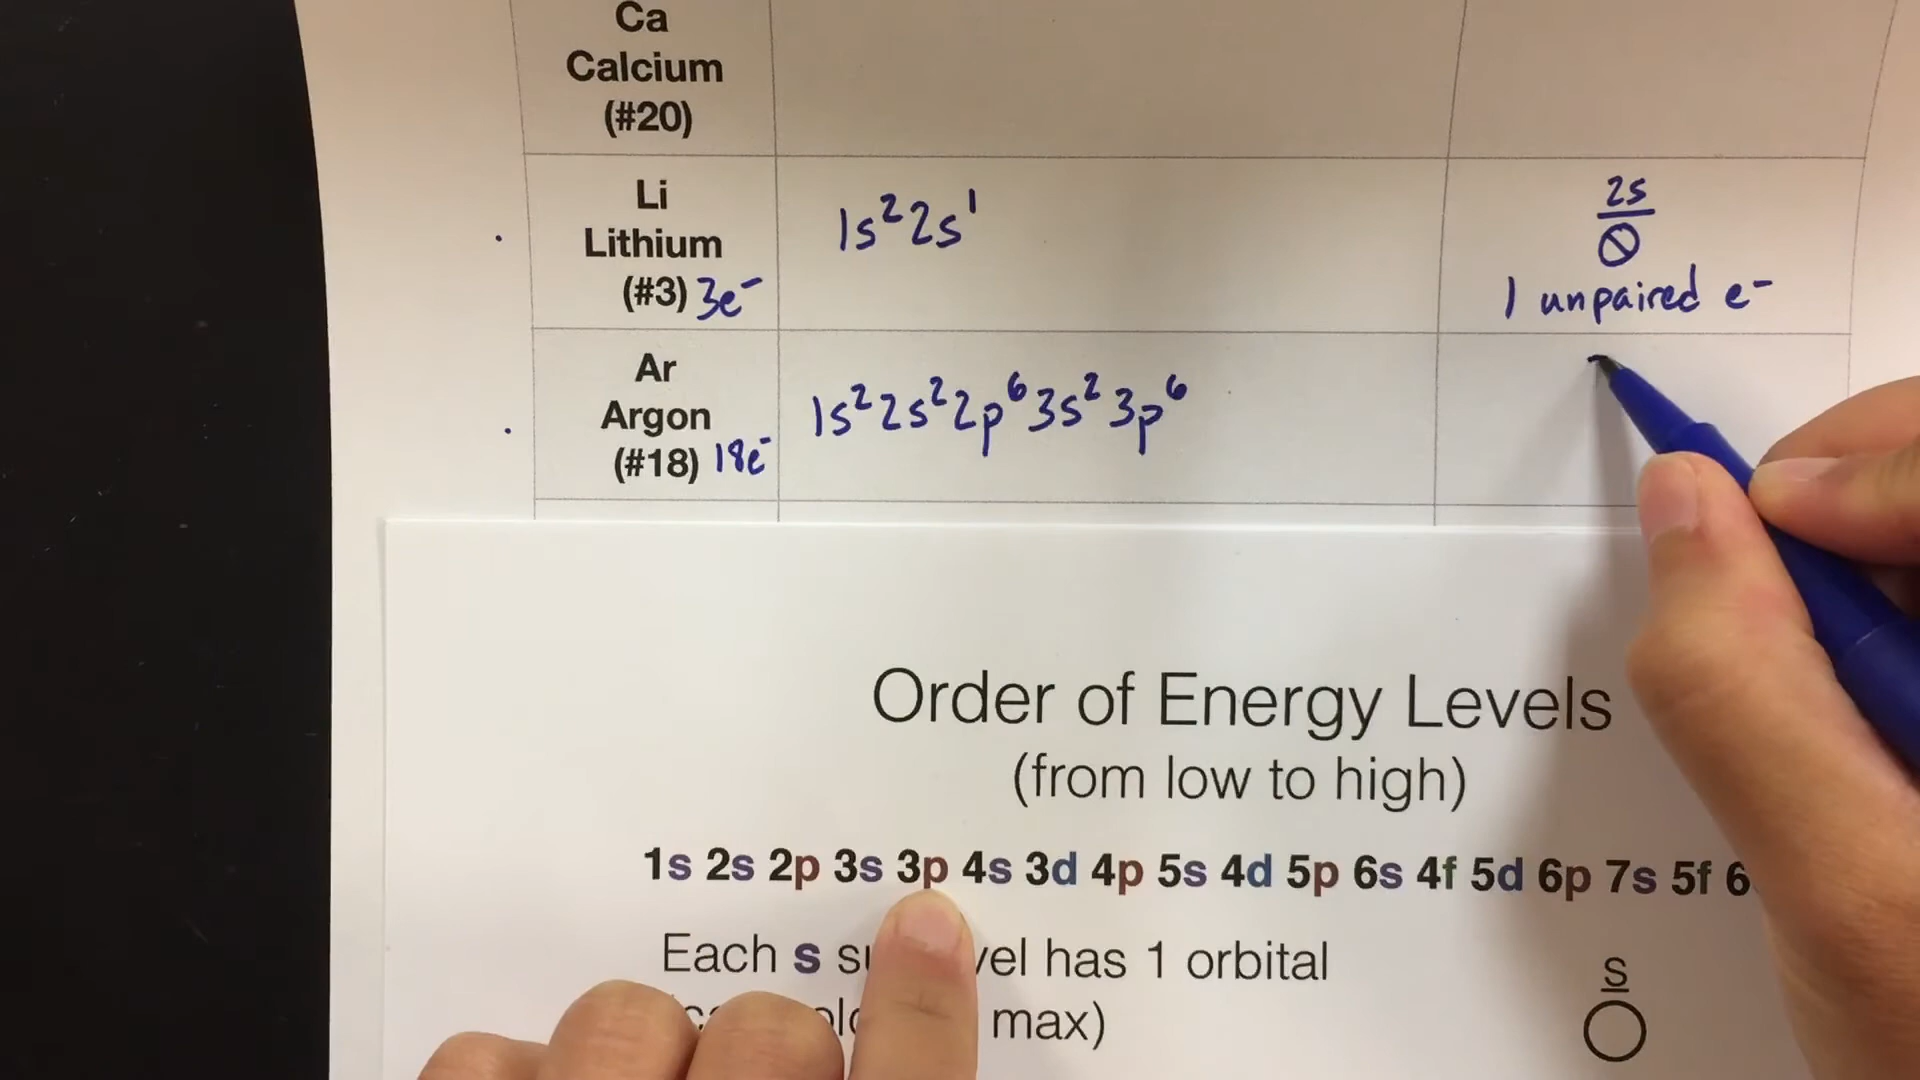 Ca
Calcium
(#20)
Li
Lithium
(#3) 3e⁻
1s²2s¹
2s
1 unpaired e⁻
Ar
Argon
(#18) 18e⁻
1s²2s²2p⁶3s²3p⁶
Order of Energy Levels
(from low to high)
1s 2s 2p 3s 3p 4s 3d 4p 5s 4d 5p 6s 4f 5d 6p 7s 5f 6
Each s has 1 orbital
max)
s